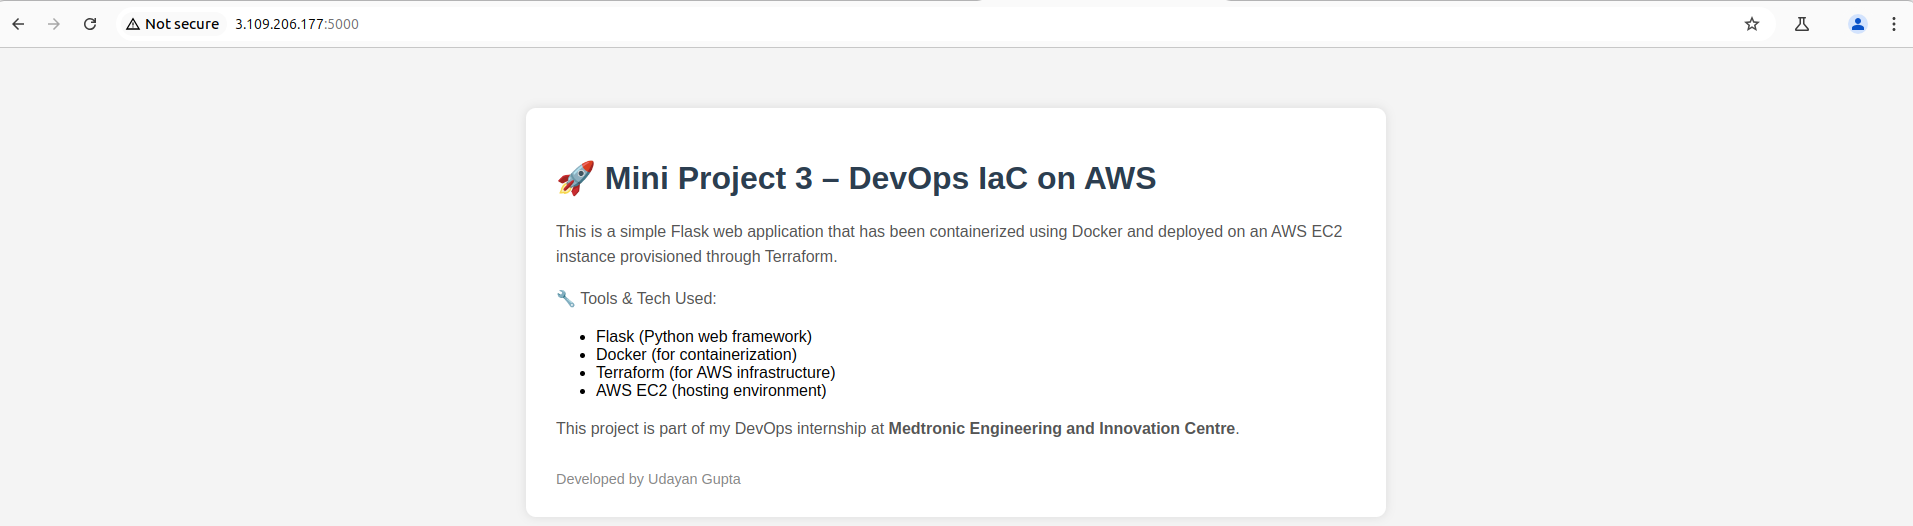 Not secure 3.109.206.177:5000
🚀 Mini Project 3 – DevOps IaC on AWS
This is a simple Flask web application that has been containerized using Docker and deployed on an AWS EC2
instance provisioned through Terraform.
🔧 Tools & Tech Used:
• Flask (Python web framework)
• Docker (for containerization)
• Terraform (for AWS infrastructure)
• AWS EC2 (hosting environment)
This project is part of my DevOps internship at Medtronic Engineering and Innovation Centre.
Developed by Udayan Gupta